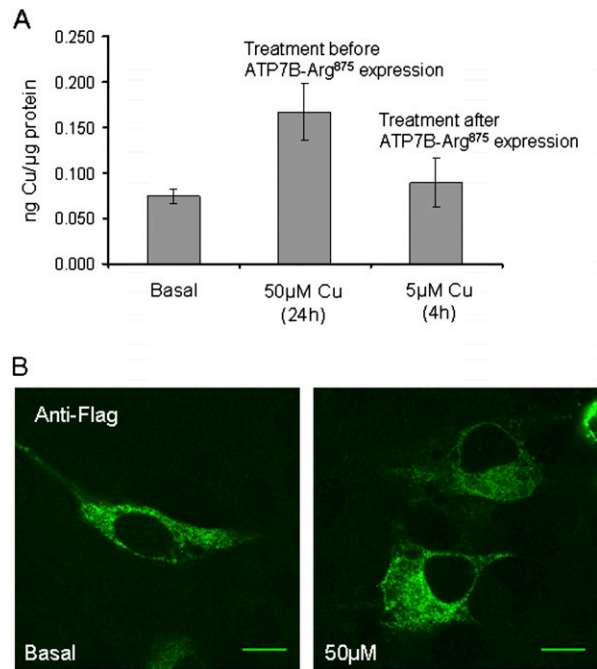 A
ng Cu/µg protein
0.250
0.200
0.150
0.100
0.050
0.000
Treatment before
ATP7B-Arg⁸⁷⁵ expression
Treatment after
ATP7B-Arg⁸⁷⁵ expression
Basal
50µM Cu
(24h)
5µM Cu
(4h)
B
Anti-Flag
Basal
50µM